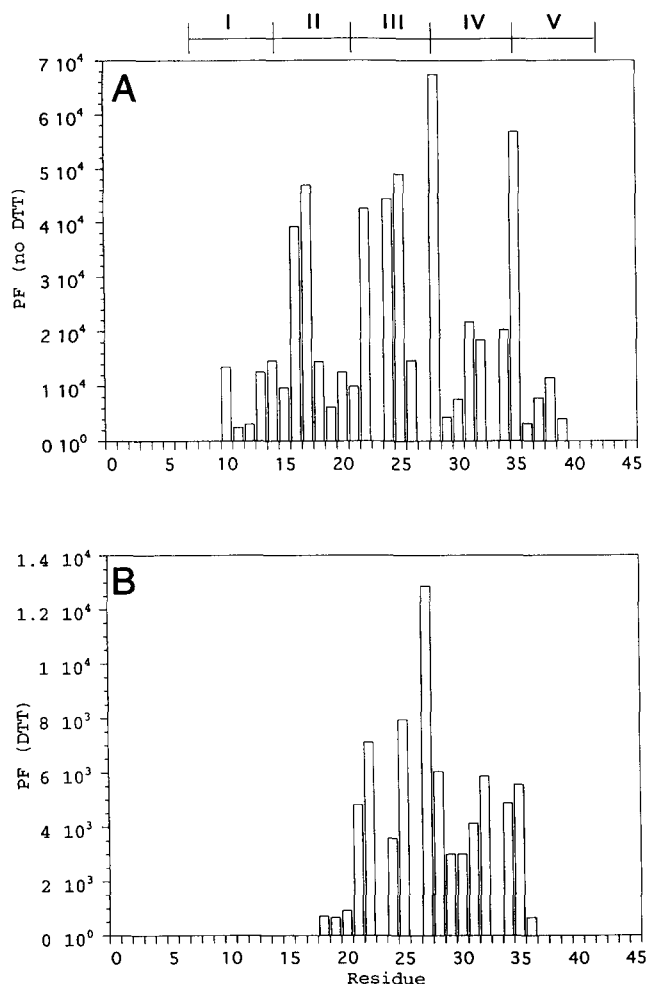 I II III IV V
A
7 10⁴
6 10⁴
5 10⁴
4 10⁴
3 10⁴
2 10⁴
1 10⁴
0 10⁰
PF (no DTT)
0 5 10 15 20 25 30 35 40 45
B
1.4 10⁴
1.2 10⁴
1 10⁴
8 10³
6 10³
4 10³
2 10³
0 10⁰
PF (DTT)
0 5 10 15 20 25 30 35 40 45
Residue